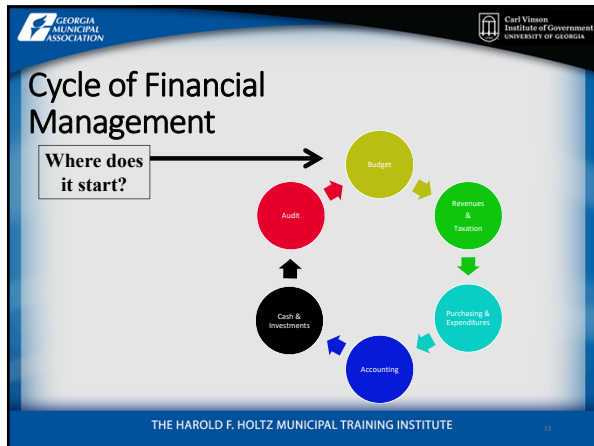 GEORGIA
MUNICIPAL
ASSOCIATION
Carl Vinson
Institute of Government
UNIVERSITY OF GEORGIA
Cycle of Financial
Management
Where does
it start?
Budget
Revenues
&
Taxation
Purchasing &
Expenditures
Accounting
Cash &
Investments
Audit
THE HAROLD F. HOLTZ MUNICIPAL TRAINING INSTITUTE
13